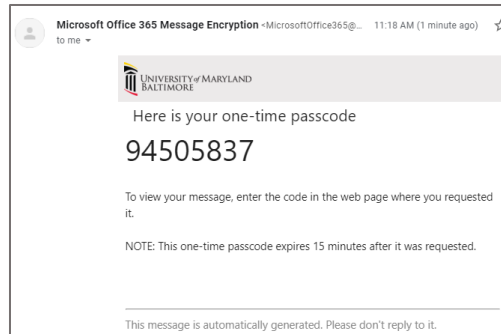 Microsoft Office 365 Message Encryption <MicrosoftOffice365@... 11:18 AM (1 minute ago)
to me
UNIVERSITY of MARYLAND
BALTIMORE
Here is your one-time passcode
94505837
To view your message, enter the code in the web page where you requested
it.
NOTE: This one-time passcode expires 15 minutes after it was requested.
This message is automatically generated. Please don't reply to it.